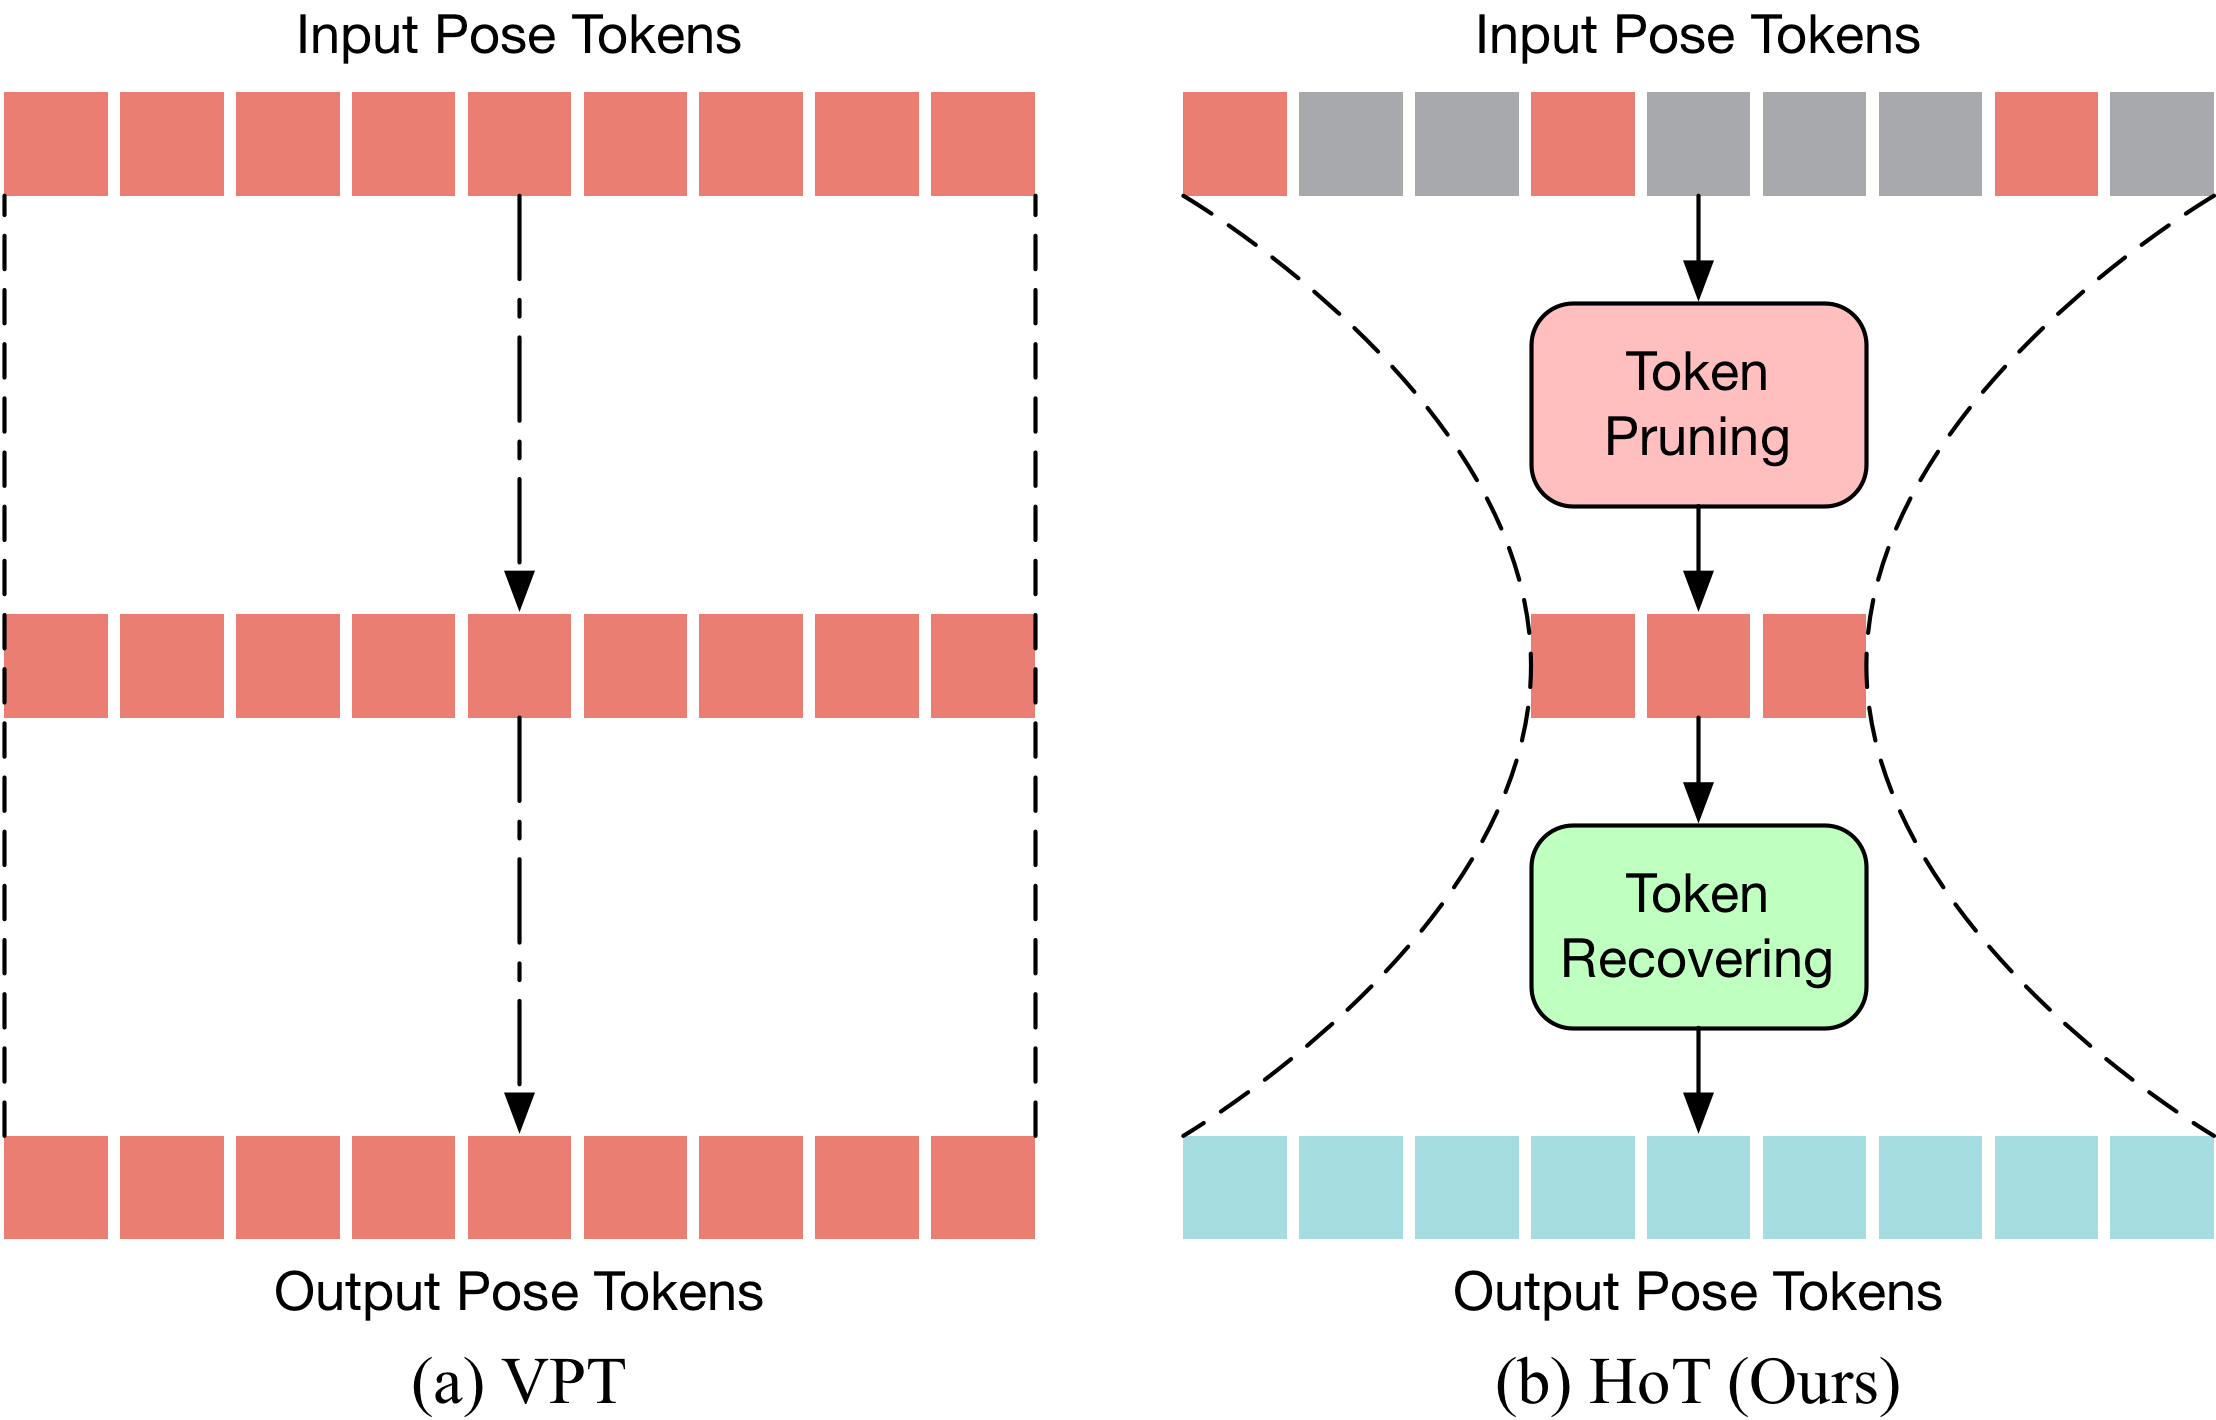 Input Pose Tokens
Output Pose Tokens
(a) VPT
Input Pose Tokens
Token
Pruning
Token
Recovering
Output Pose Tokens
(b) HoT (Ours)